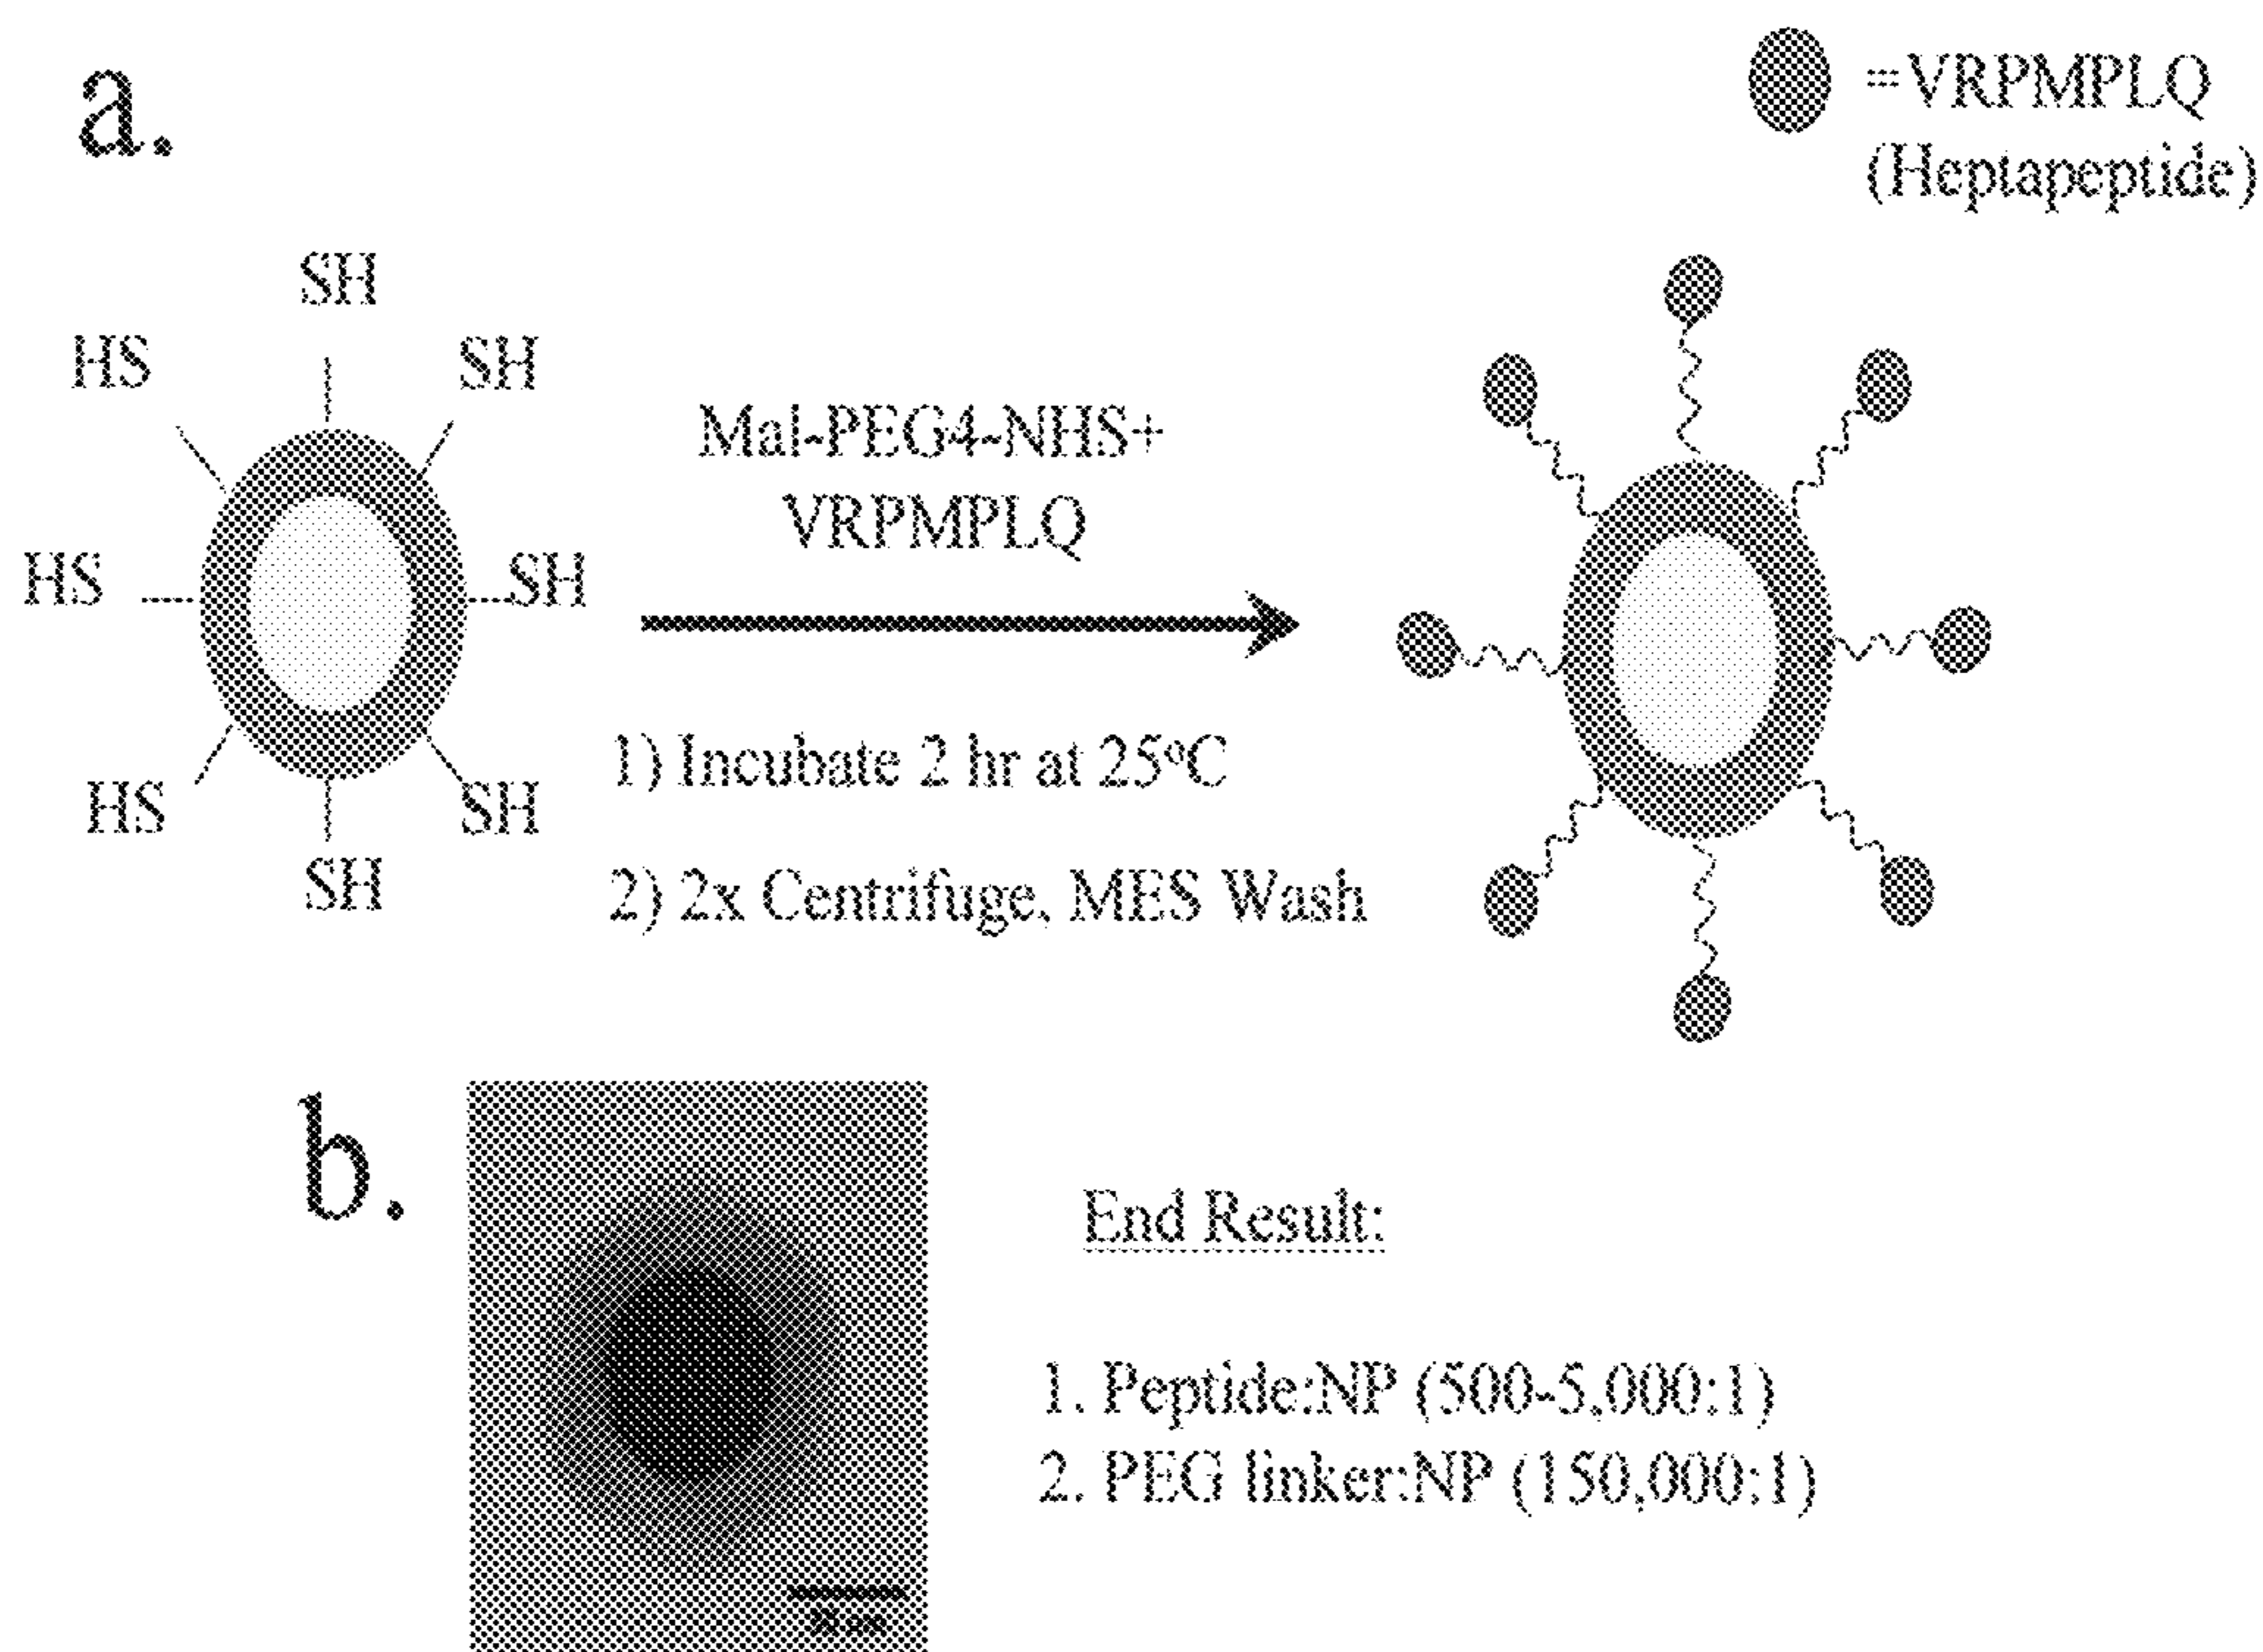 a.
=VRPMPLQ
(Heptapeptide)
SH
HS
SH
HS
SH
HS
SH
SH
Mal-PEG4-NHS+
VRPMPLQ
1) Incubate 2 hr at 25ºC
2) 2x Centrifuge, MES Wash
b.
End Result:
1. Peptide:NP (500-5,000:1)
2. PEG linker:NP (150,000:1)